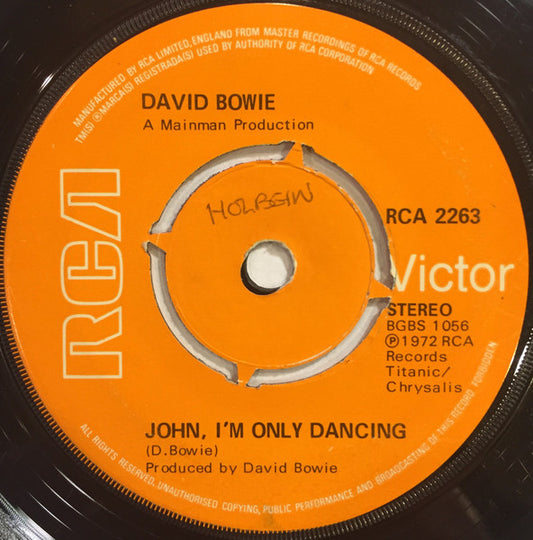 MANUFACTURED BY RCA LIMITED, ENGLAND FROM MASTER RECORDINGS OF RCA RECORDS
TM(S) ® MARCA(S) REGISTRADA(S) USED BY AUTHORITY OF RCA CORPORATION
DAVID BOWIE
A Mainman Production
HOLBEIN
RCA 2263
RCA
Victor
STEREO
BGBS 1056
Ⓟ 1972 RCA
Records
Titanic/
Chrysalis
JOHN, I'M ONLY DANCING
(D.Bowie)
Produced by David Bowie
ALL RIGHTS RESERVED. UNAUTHORISED COPYING, PUBLIC PERFORMANCE AND BROADCASTING OF THIS RECORD FORBIDDEN